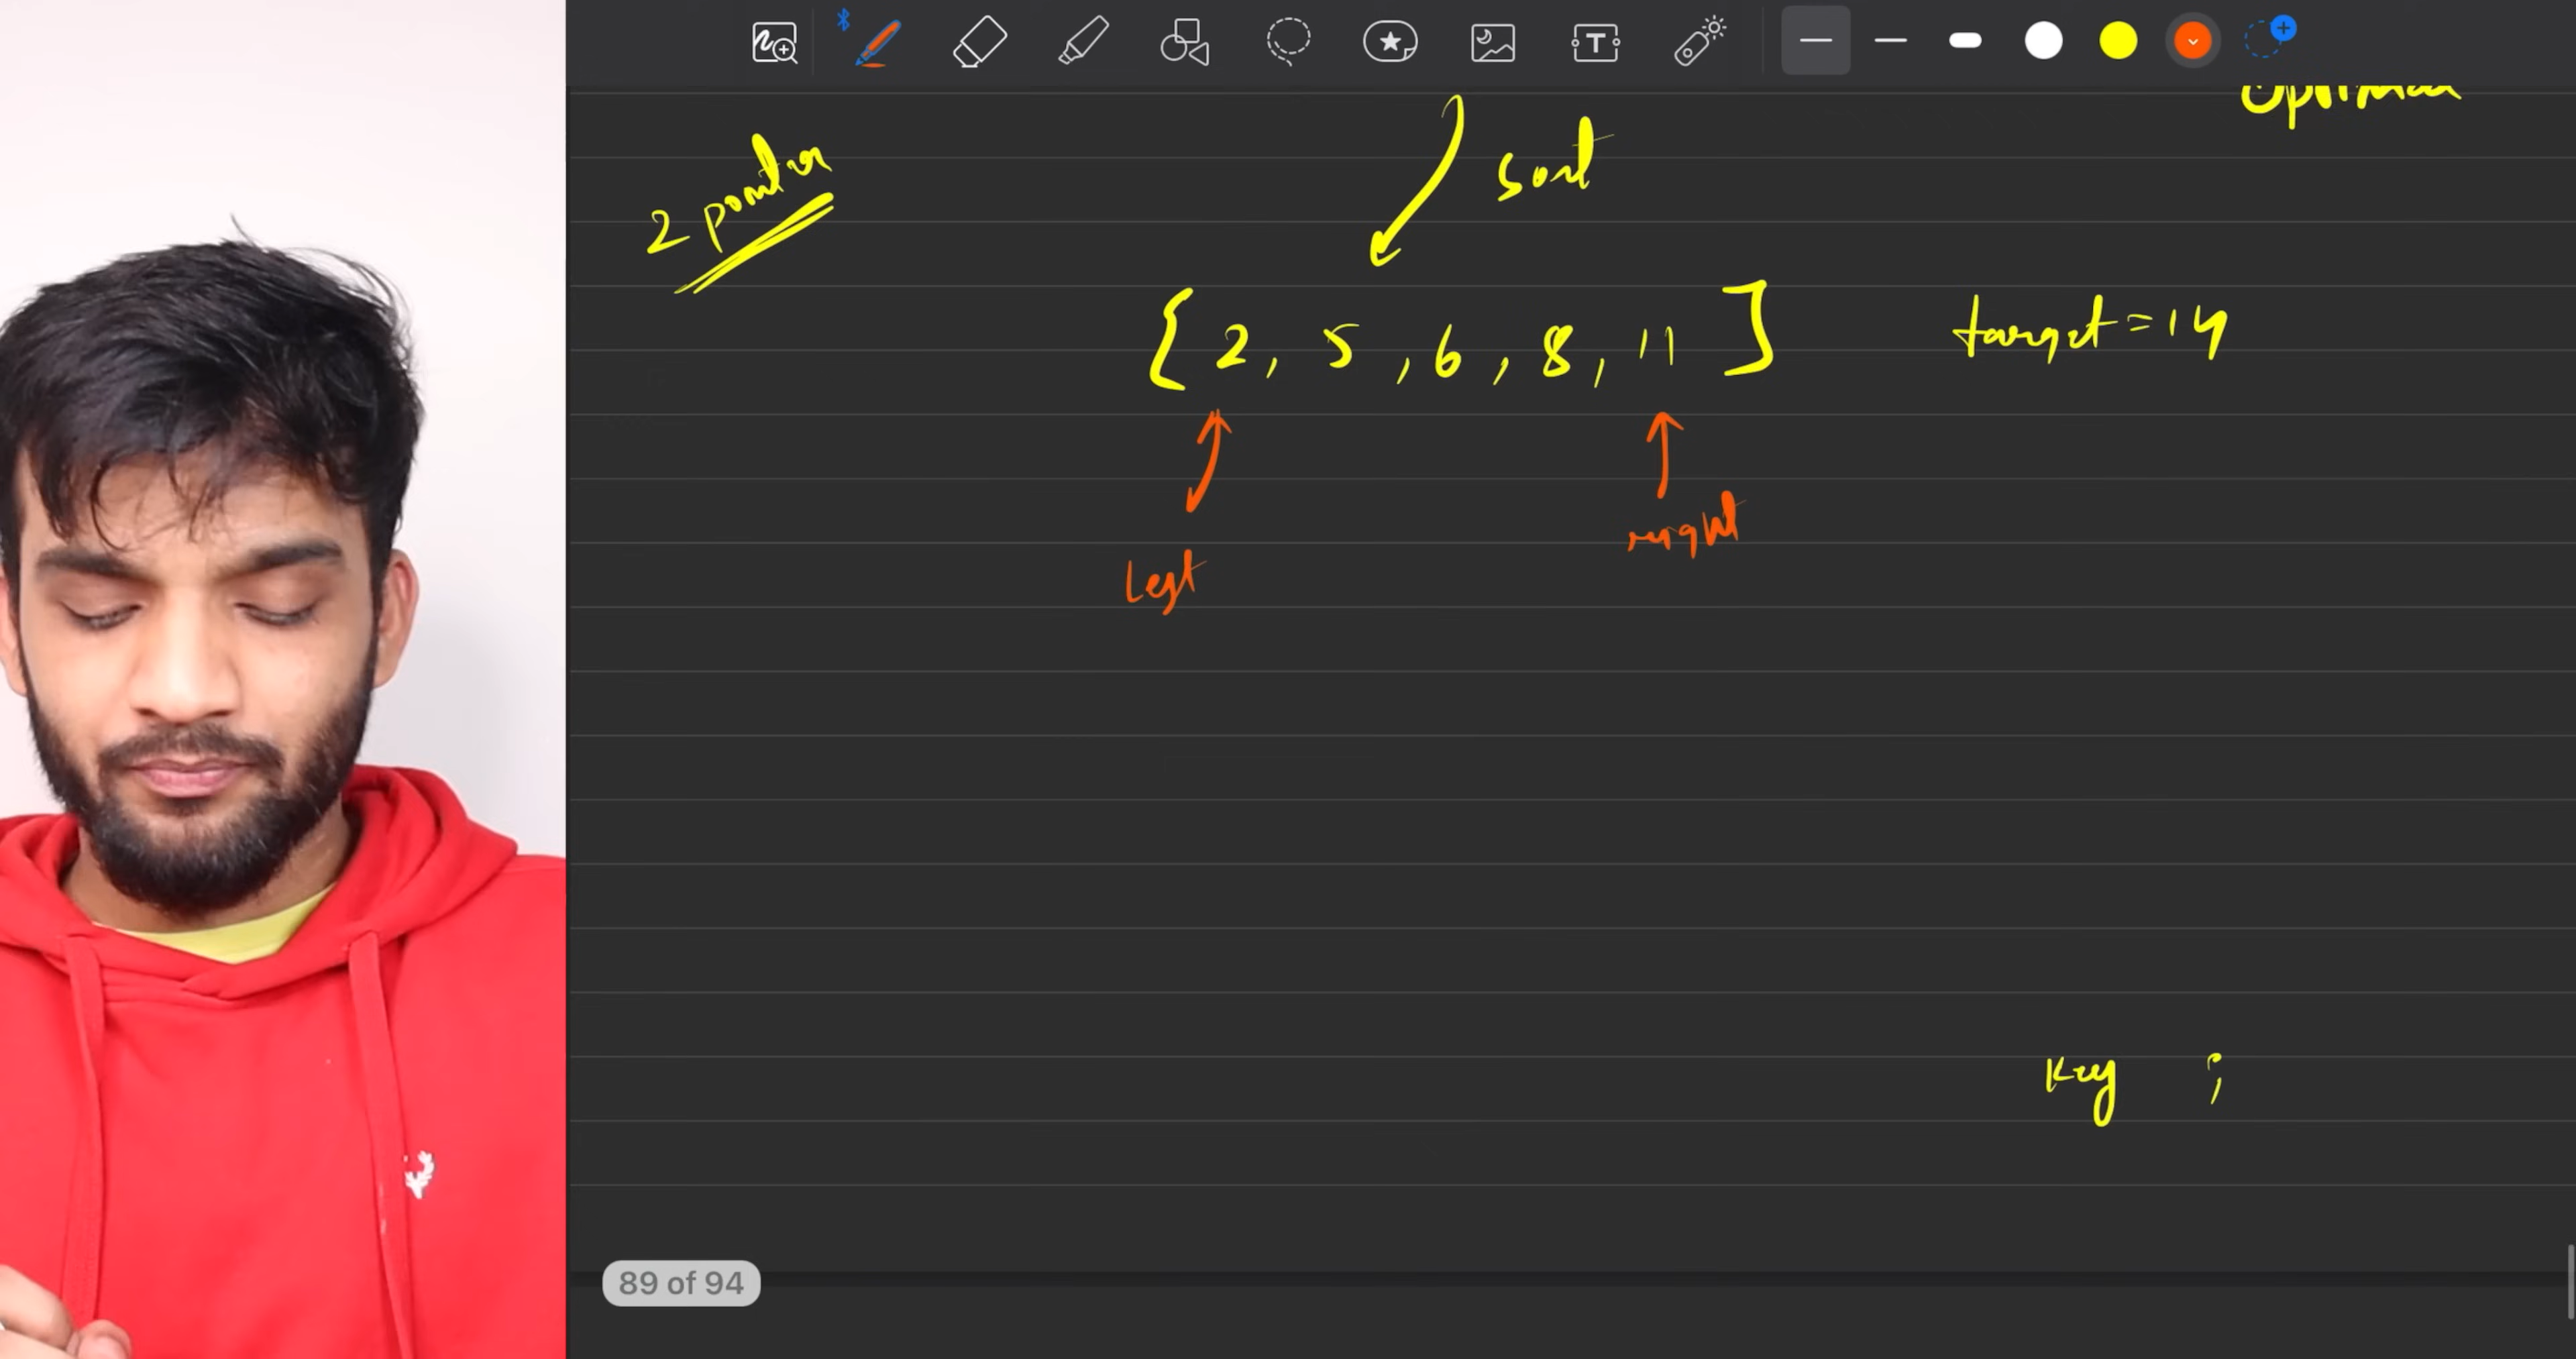 Optimal
sort
2 pointer
{ 2, 5, 6, 8, 11 ] target = 14
right
Left
Key ;
89 of 94